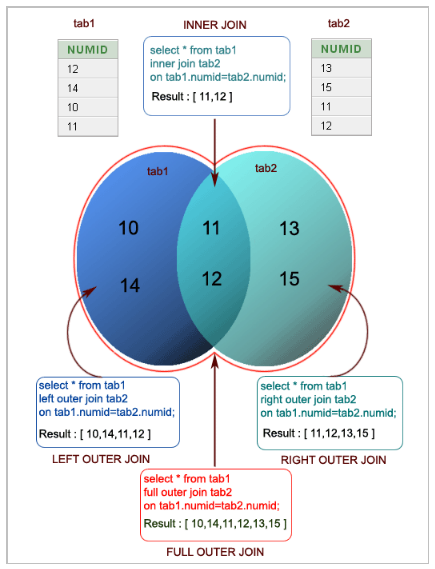 INNER JOIN
tab1
tab2
NUMID
12
14
10
11
select * from tab1
inner join tab2
on tab1.numid=tab2.numid;
Result : [ 11,12 ]
NUMID
13
15
11
12
tab1
tab2
10
11
13
14
12
15
select * from tab1
left outer join tab2
on tab1.numid=tab2.numid;
Result : [ 10,14,11,12 ]
LEFT OUTER JOIN
select * from tab1
right outer join tab2
on tab1.numid=tab2.numid;
Result : [ 11,12,13,15 ]
RIGHT OUTER JOIN
select * from tab1
full outer join tab2
on tab1.numid=tab2.numid;
Result : [ 10,14,11,12,13,15 ]
FULL OUTER JOIN